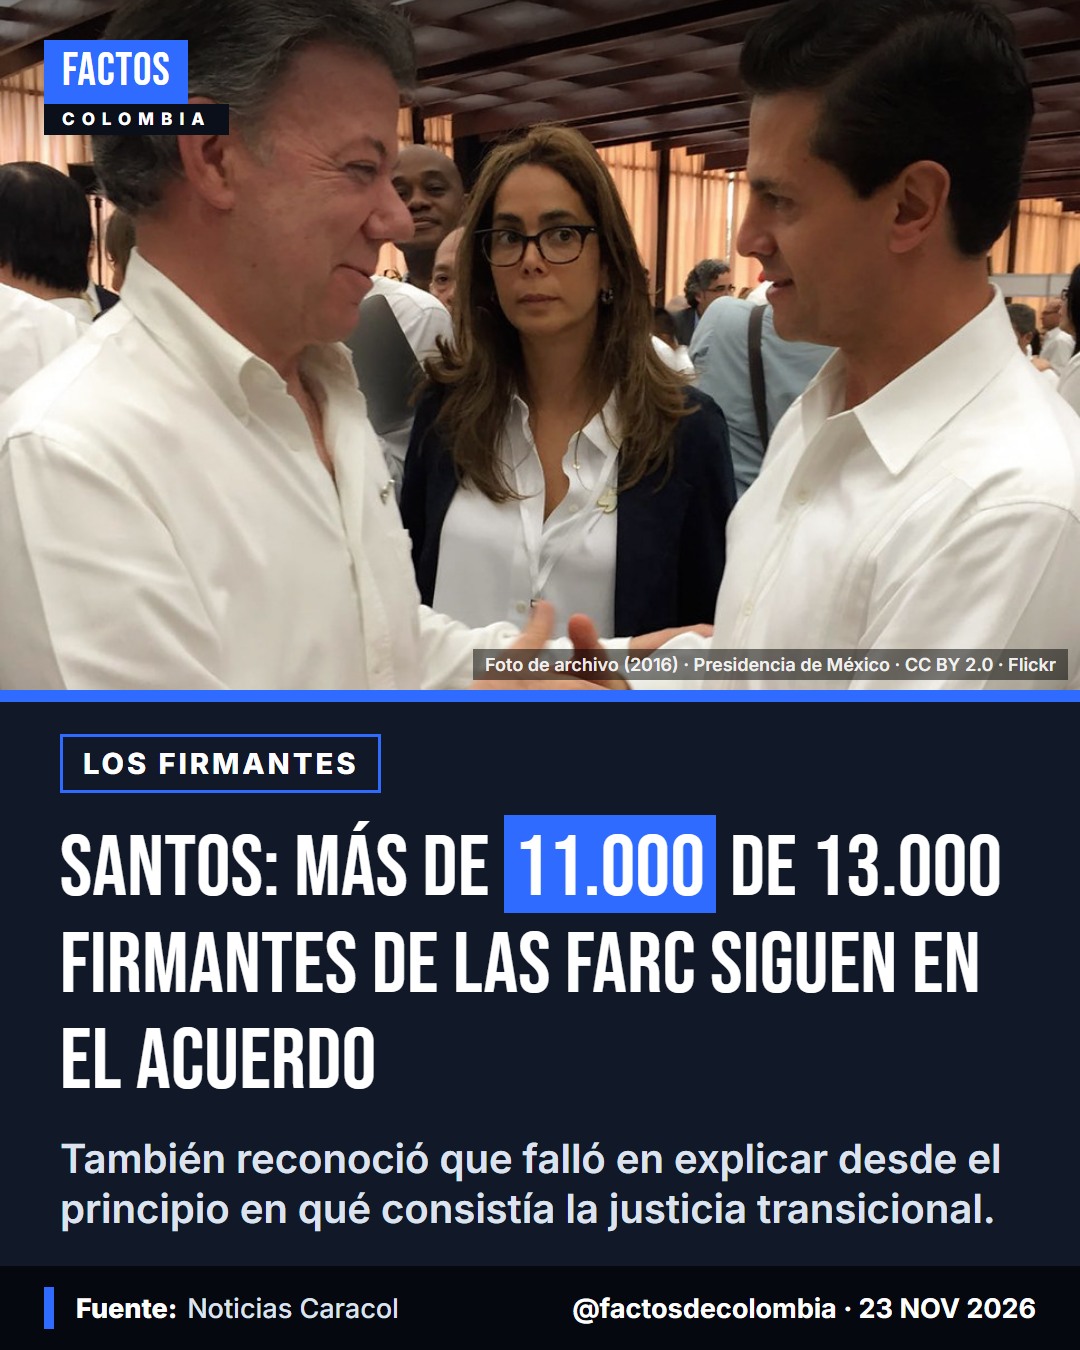 FACTOS
COLOMBIA
Foto de archivo (2016) · Presidencia de México · CC BY 2.0 · Flickr
LOS FIRMANTES
SANTOS: MÁS DE 11.000 DE 13.000
FIRMANTES DE LAS FARC SIGUEN EN
EL ACUERDO
También reconoció que falló en explicar desde el
principio en qué consistía la justicia transicional.
Fuente: Noticias Caracol
@factosdecolombia · 23 NOV 2026